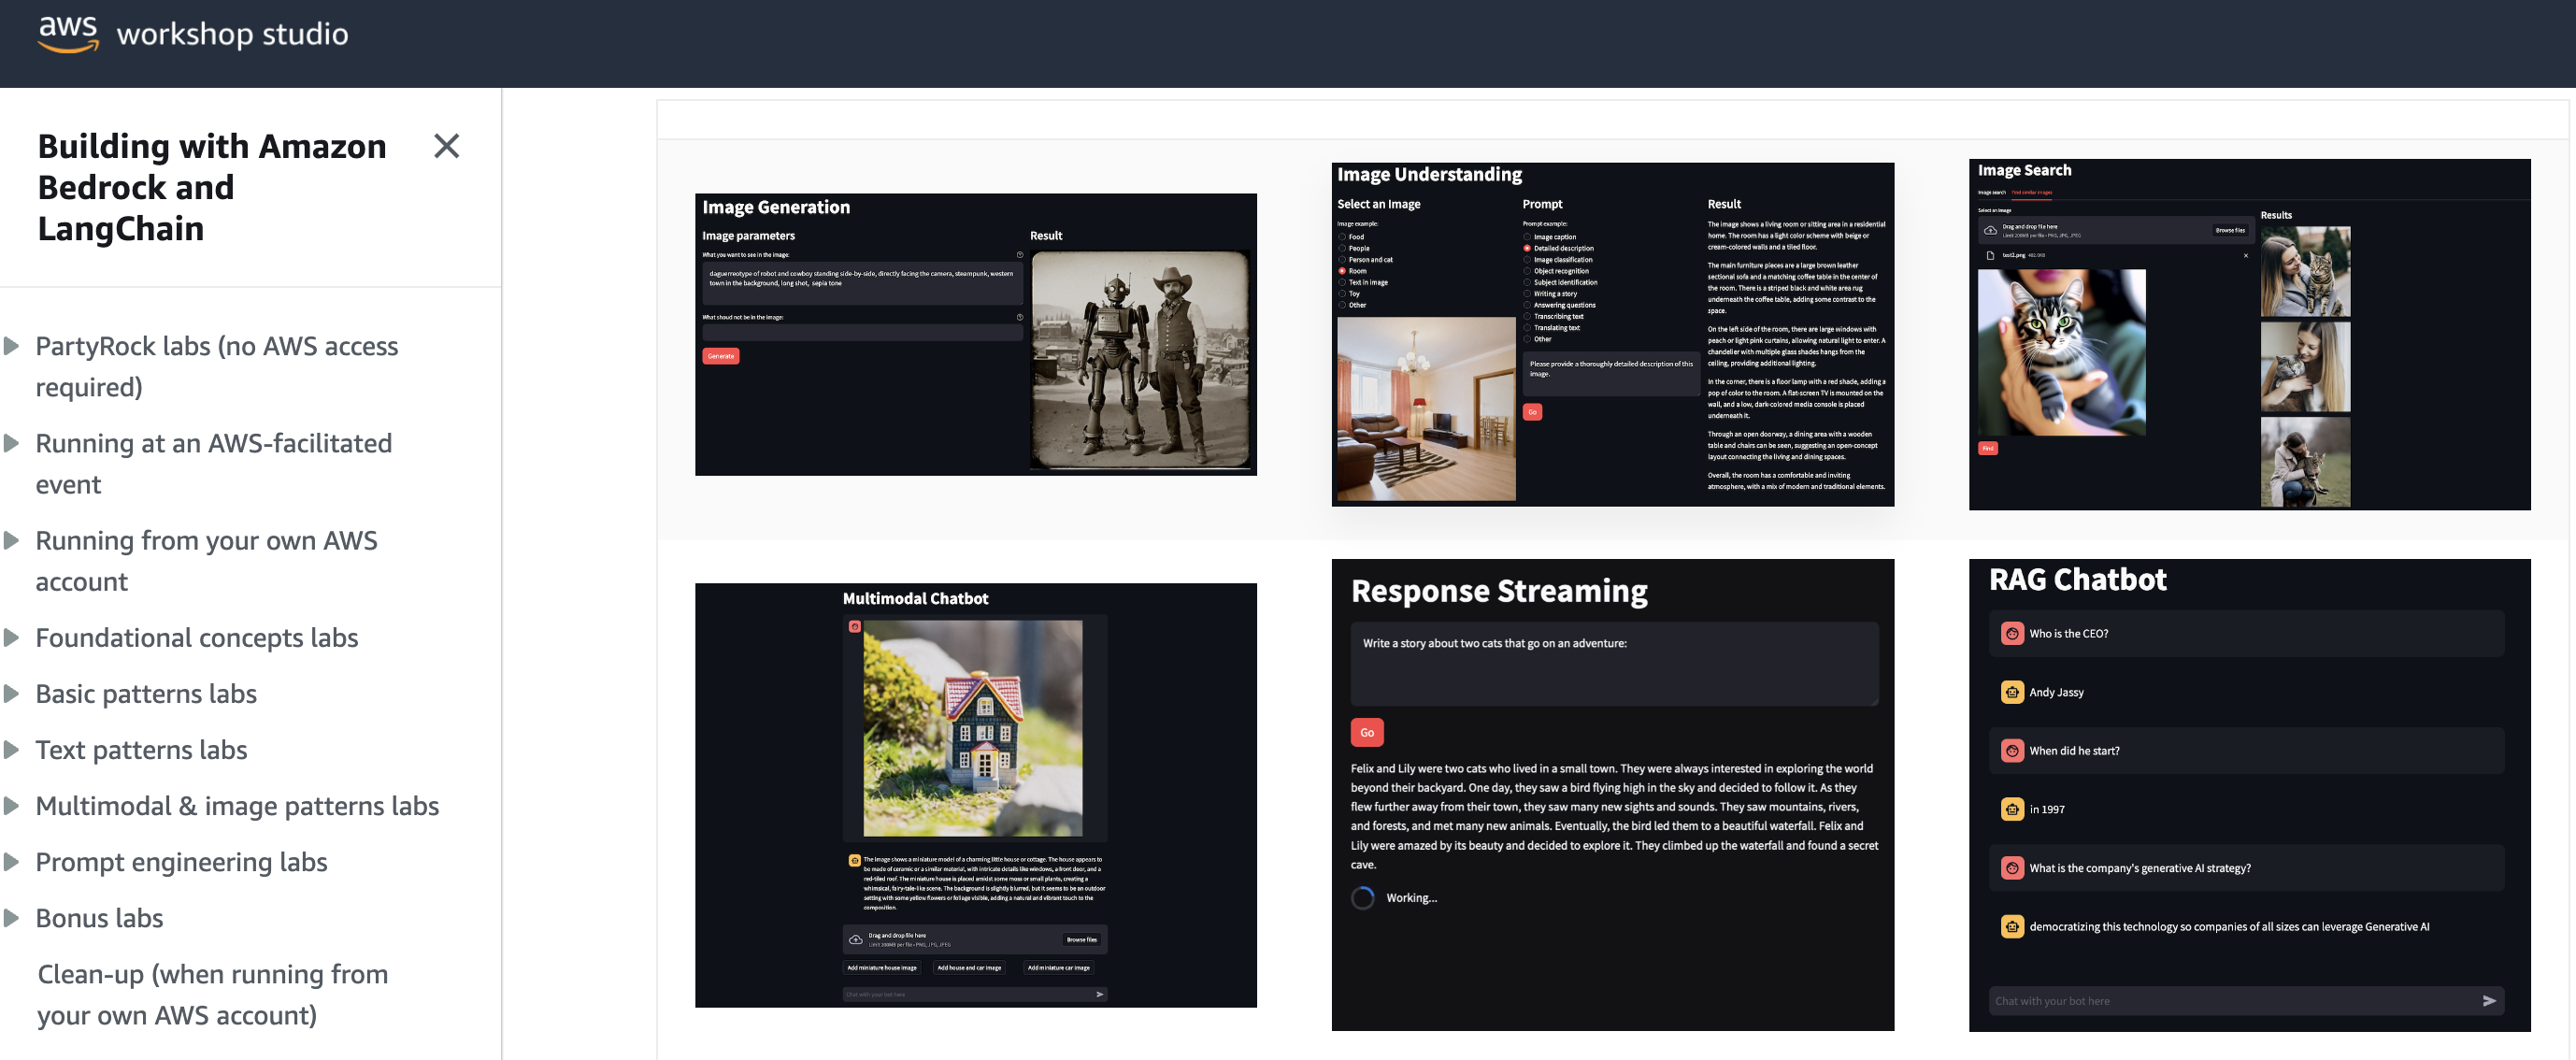 aws workshop studio
Building with Amazon
Bedrock and
LangChain
PartyRock labs (no AWS access
required)
Running at an AWS-facilitated
event
Running from your own AWS
account
Foundational concepts labs
Basic patterns labs
Text patterns labs
Multimodal & image patterns labs
Prompt engineering labs
Bonus labs
Clean-up (when running from
your own AWS account)
Image Generation
Image parameters
What you want to see in the image:
daguerreotype of robot and cowboy standing side-by-side, directly facing the camera, steampunk, western
town in the background, long shot, sepia tone
What shoud not be in the image:
Generate
Result
Image Understanding
Select an Image
Image example:
Food
People
Person and cat
Room
Text in image
Toy
Other
Prompt
Prompt example:
Image caption
Detailed description
Image classification
Object recognition
Subject identification
Writing a story
Answering questions
Transcribing text
Translating text
Other
Please provide a thoroughly detailed description of this
image.
Go
Result
The image shows a living room or sitting area in a residential
home. The room has a light color scheme with beige or
cream-colored walls and a tiled floor.
The main furniture pieces are a large brown leather
sectional sofa and a matching coffee table in the center of
the room. There is a striped black and white area rug
underneath the coffee table, adding some contrast to the
space.
On the left side of the room, there are large windows with
peach or light pink curtains, allowing natural light to enter. A
chandelier with multiple glass shades hangs from the
ceiling, providing additional lighting.
In the corner, there is a floor lamp with a red shade, adding a
pop of color to the room. A flat-screen TV is mounted on the
wall, and a low, dark-colored media console is placed
underneath it.
Through an open doorway, a dining area with a wooden
table and chairs can be seen, suggesting an open-concept
layout connecting the living and dining spaces.
Overall, the room has a comfortable and inviting
atmosphere, with a mix of modern and traditional elements.
Image Search
Image search Find similar images
Select an image
Drag and drop file here
Limit 200MB per file • PNG, JPG, JPEG
Browse files
test2.png
Find
Results
Multimodal Chatbot
The image shows a miniature model of a charming little house or cottage. The house appears to
be made of ceramic or a similar material, with intricate details like windows, a front door, and a
red-tiled roof. The miniature house is placed amidst some moss or small plants, creating a
whimsical, fairy-tale-like scene. The background is slightly blurred, but it seems to be an outdoor
setting with some yellow flowers or foliage visible, adding a natural and vibrant touch to the
composition.
Drag and drop file here
Limit 200MB per file • PNG, JPG, JPEG
Browse files
Add miniature house image
Add house and car image
Add miniature car image
Chat with your bot here
Response Streaming
Write a story about two cats that go on an adventure:
Go
Felix and Lily were two cats who lived in a small town. They were always interested in exploring the world
beyond their backyard. One day, they saw a bird flying high in the sky and decided to follow it. As they
flew further away from their town, they saw many new sights and sounds. They saw mountains, rivers,
and forests, and met many new animals. Eventually, the bird led them to a beautiful waterfall. Felix and
Lily were amazed by its beauty and decided to explore it. They climbed up the waterfall and found a secret
cave.
Working...
RAG Chatbot
Who is the CEO?
Andy Jassy
When did he start?
in 1997
What is the company's generative AI strategy?
democratizing this technology so companies of all sizes can leverage Generative AI
Chat with your bot here